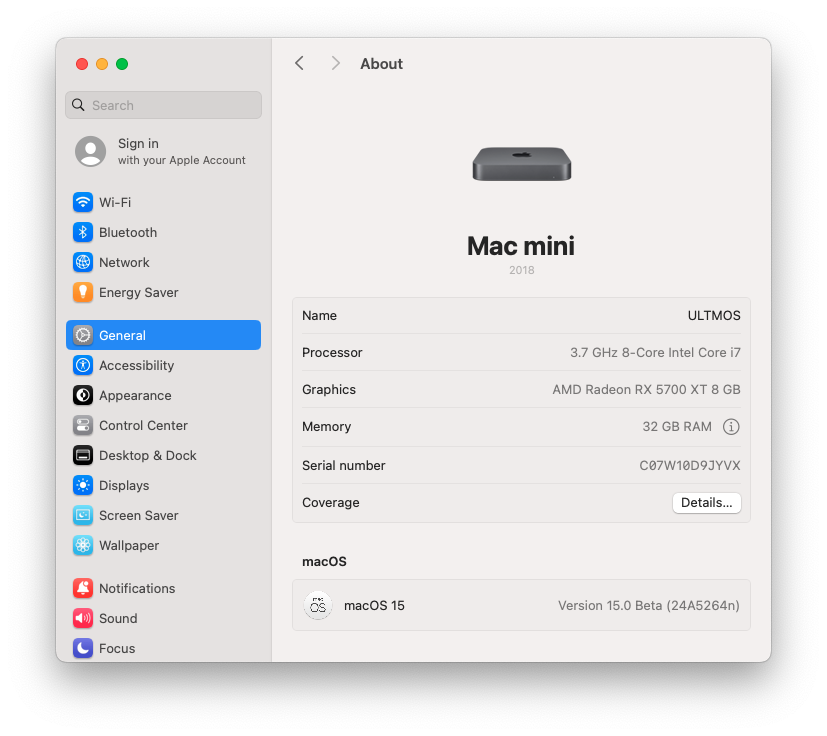 About
Search
Sign in
with your Apple Account
Wi-Fi
Bluetooth
Network
Energy Saver
General
Accessibility
Appearance
Control Center
Desktop & Dock
Displays
Screen Saver
Wallpaper
Notifications
Sound
Focus
Mac mini
2018
Name ULTMOS
Processor 3.7 GHz 8-Core Intel Core i7
Graphics AMD Radeon RX 5700 XT 8 GB
Memory 32 GB RAM
Serial number C07W10D9JYVX
Coverage Details...
macOS
mac
OS
macOS 15 Version 15.0 Beta (24A5264n)